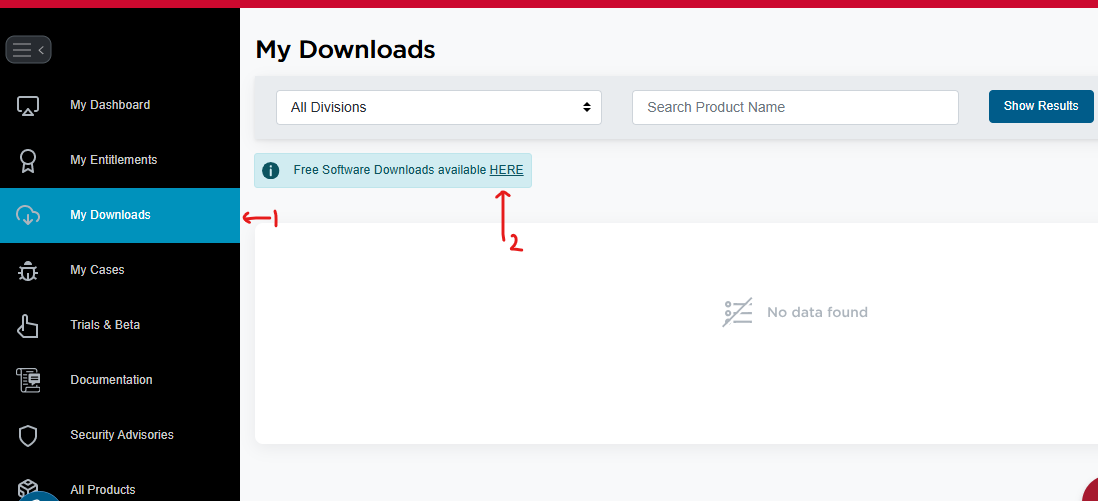 My Downloads
All Divisions
Search Product Name
Show Results
Free Software Downloads available HERE
My Dashboard
My Entitlements
My Downloads
1
2
My Cases
Trials & Beta
Documentation
Security Advisories
All Products
No data found